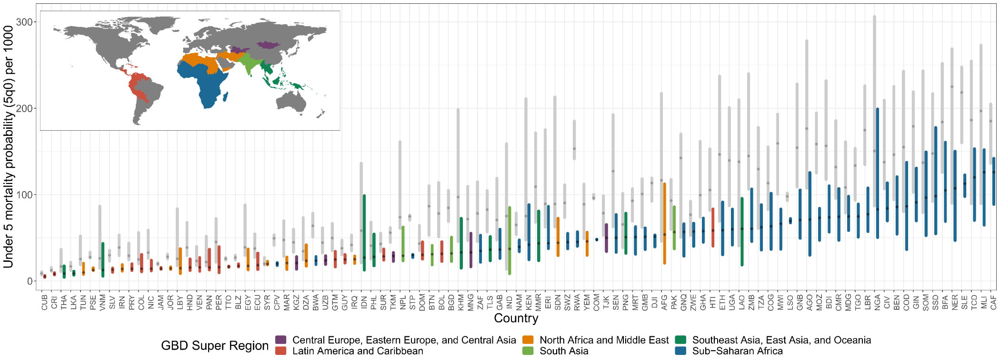 Under 5 mortality probability (5q0) per 1000
300
200
100
0
CUB
CRI
THA
LKA
TUN
PSE
VNM
SLV
IRN
PRY
COL
NIC
JAM
JOR
LBY
HND
VEN
PAN
PER
TTO
BLZ
EGY
ECU
SYR
CPV
MAR
KGZ
DZA
BWA
UZB
GTM
GUY
IRQ
IDN
PHL
SUR
TKM
NPL
STP
DOM
BTN
BOL
BGD
KHM
MNG
ZAF
TLS
GAB
IND
NAM
KEN
MMR
ERI
SDN
SWZ
RWA
YEM
COM
TJK
SEN
PNG
MRT
GMB
DJI
AFG
PAK
GNQ
ZWE
GHA
HTI
ETH
UGA
LAO
ZMB
TZA
COG
MWI
LSO
GNB
AGO
MOZ
BDI
CMR
MDG
TGO
LBR
NGA
CIV
BEN
COD
GIN
SOM
SSD
BFA
NER
SLE
TCD
MLI
CAF
Country
GBD Super Region
Central Europe, Eastern Europe, and Central Asia
North Africa and Middle East
Southeast Asia, East Asia, and Oceania
Latin America and Caribbean
South Asia
Sub−Saharan Africa